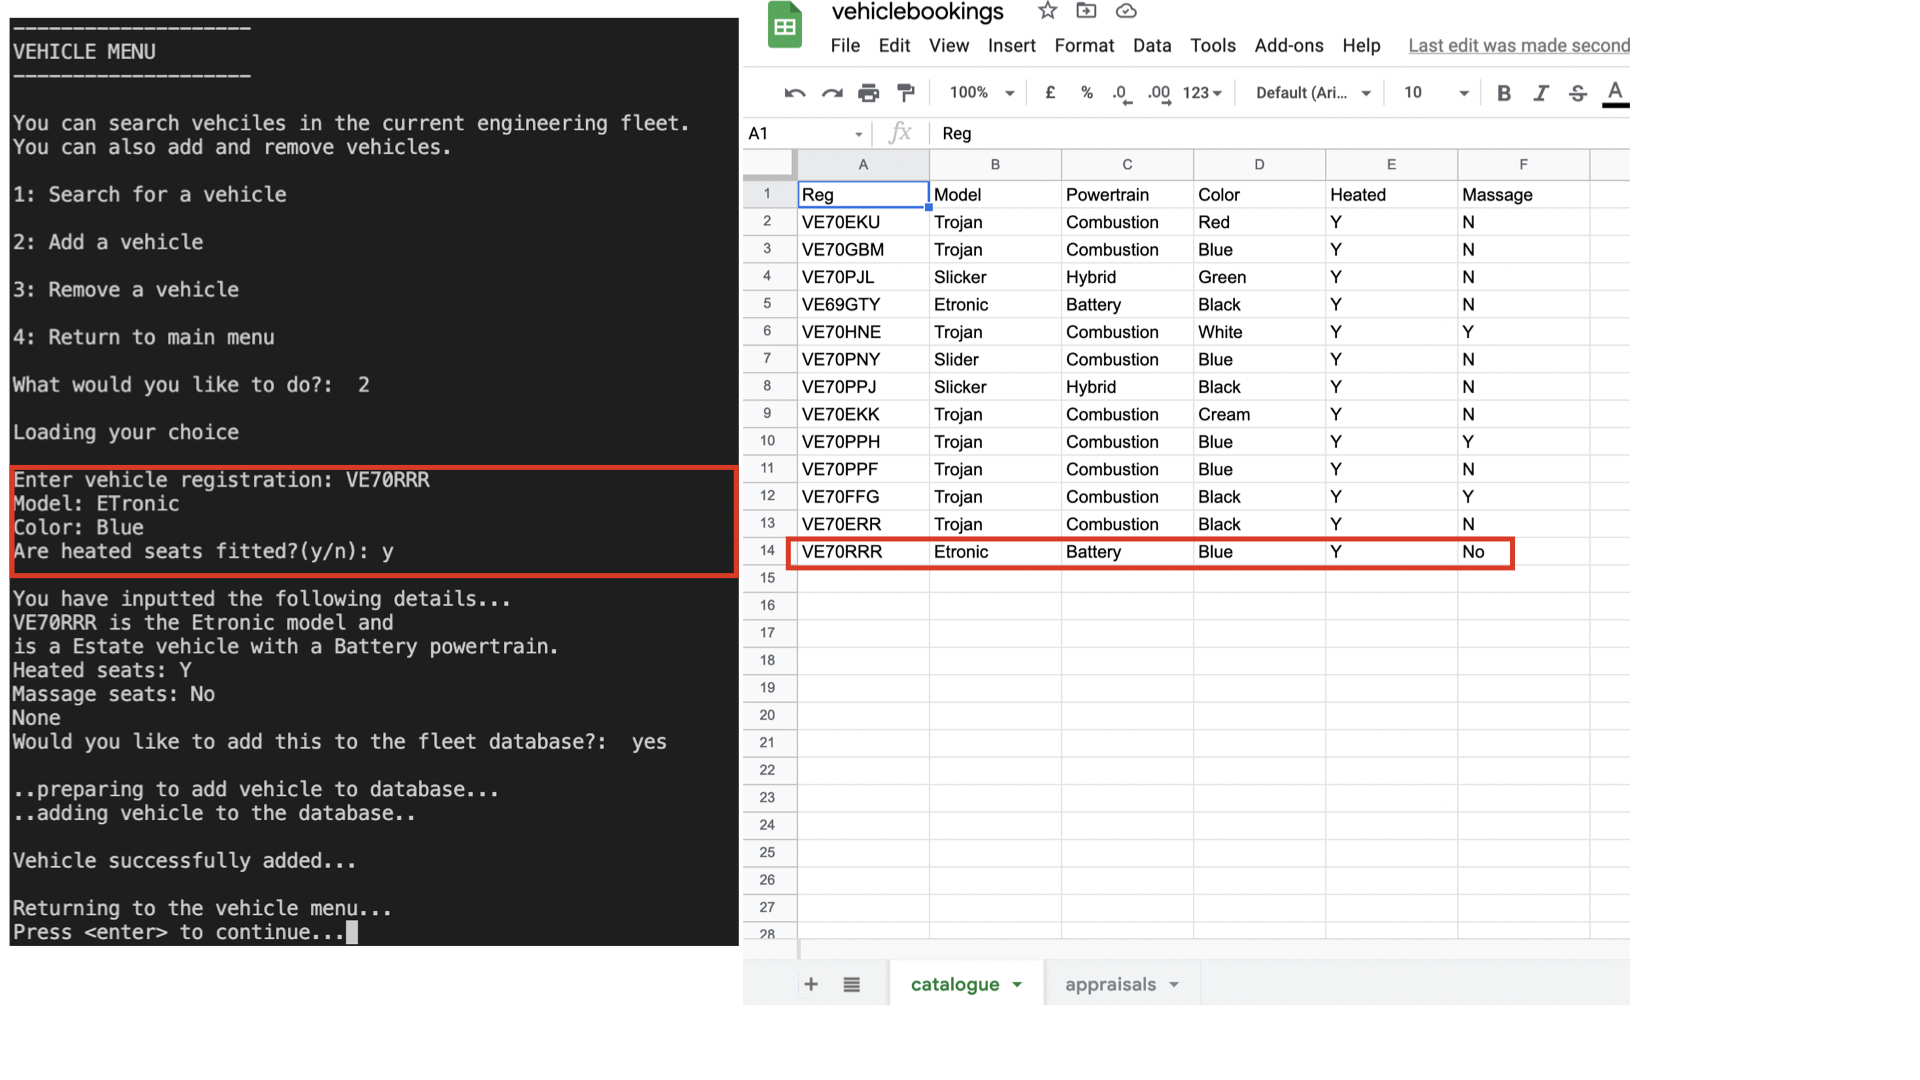 --------------------
VEHICLE MENU
--------------------
You can search vehciles in the current engineering fleet.
You can also add and remove vehicles.
1: Search for a vehicle
2: Add a vehicle
3: Remove a vehicle
4: Return to main menu
What would you like to do?:  2
Loading your choice
Enter vehicle registration: VE70RRR
Model: ETronic
Color: Blue
Are heated seats fitted?(y/n): y
You have inputted the following details...
VE70RRR is the Etronic model and
is a Estate vehicle with a Battery powertrain.
Heated seats: Y
Massage seats: No
None
Would you like to add this to the fleet database?:  yes
..preparing to add vehicle to database...
..adding vehicle to the database..
Vehicle successfully added...
Returning to the vehicle menu...
Press <enter> to continue...
vehiclebookings
File Edit View Insert Format Data Tools Add-ons Help Last edit was made second
100% £ % .0 .00 123 Default (Ari... 10 B I S A
A1 fx Reg
A B C D E F
1 Reg Model Powertrain Color Heated Massage
2 VE70EKU Trojan Combustion Red Y N
3 VE70GBM Trojan Combustion Blue Y N
4 VE70PJL Slicker Hybrid Green Y N
5 VE69GTY Etronic Battery Black Y N
6 VE70HNE Trojan Combustion White Y Y
7 VE70PNY Slider Combustion Blue Y N
8 VE70PPJ Slicker Hybrid Black Y N
9 VE70EKK Trojan Combustion Cream Y N
10 VE70PPH Trojan Combustion Blue Y Y
11 VE70PPF Trojan Combustion Blue Y N
12 VE70FFG Trojan Combustion Black Y Y
13 VE70ERR Trojan Combustion Black Y N
14 VE70RRR Etronic Battery Blue Y No
15
16
17
18
19
20
21
22
23
24
25
26
27
28
+ catalogue appraisals